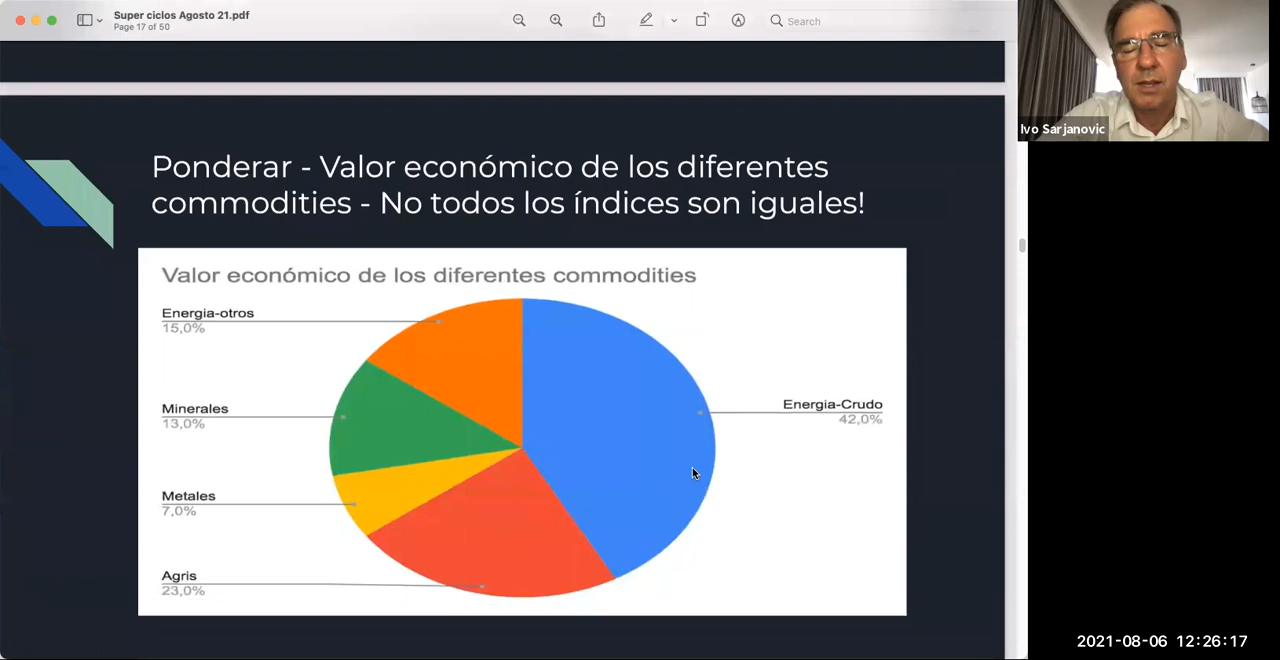 Super ciclos Agosto 21.pdf
Page 17 of 50
Search
Ivo Sarjanovic
Ponderar - Valor económico de los diferentes
commodities - No todos los índices son iguales!
Valor económico de los diferentes commodities
Energia-otros
15,0%
Minerales
13,0%
Metales
7,0%
Agris
23,0%
Energia-Crudo
42,0%
2021-08-06 12:26:17